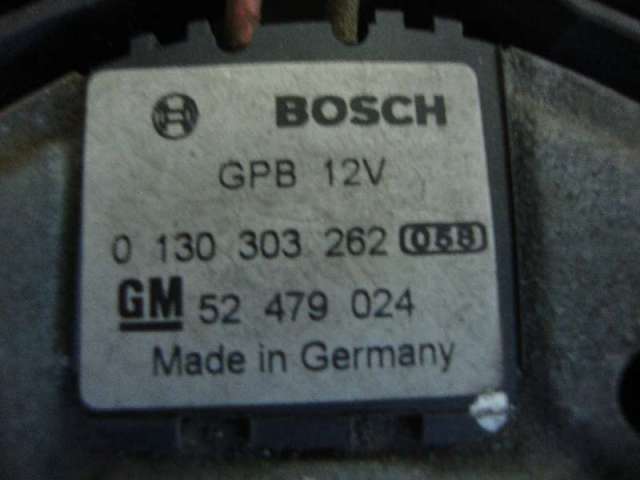 BOSCH
GPB 12V
0 130 303 262 058
GM 52 479 024
Made in Germany